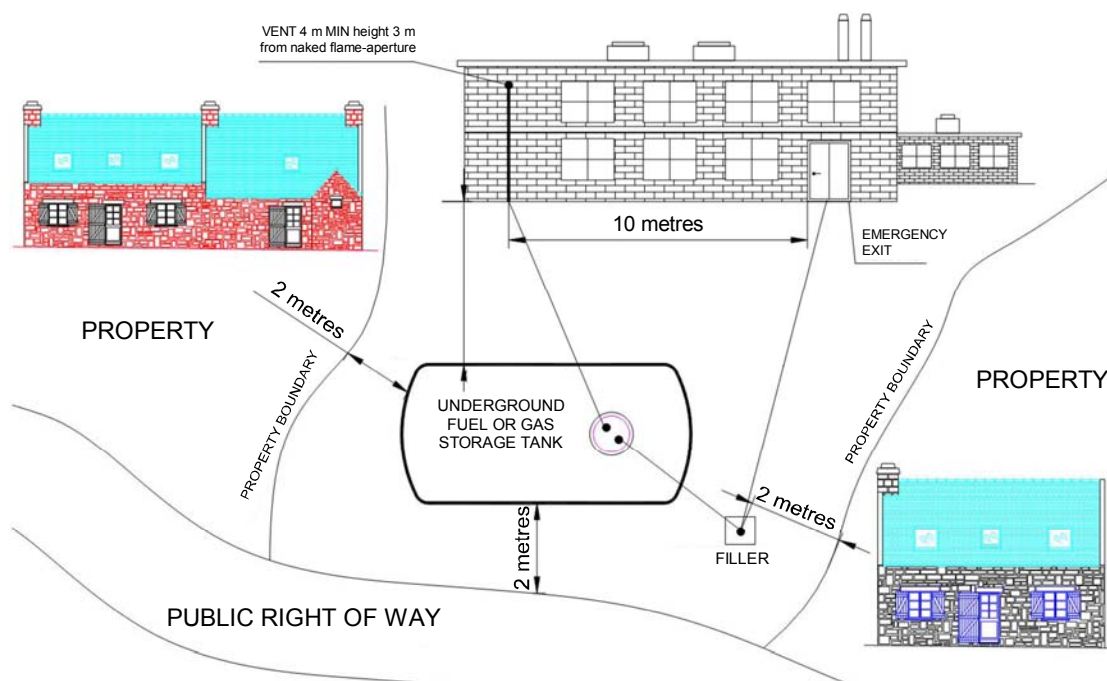 VENT 4 m MIN height 3 m
from naked flame-aperture
10 metres
EMERGENCY
EXIT
2 metres
PROPERTY
PROPERTY BOUNDARY
UNDERGROUND
FUEL OR GAS
STORAGE TANK
PROPERTY BOUNDARY
PROPERTY
2 metres
2 metres
FILLER
PUBLIC RIGHT OF WAY